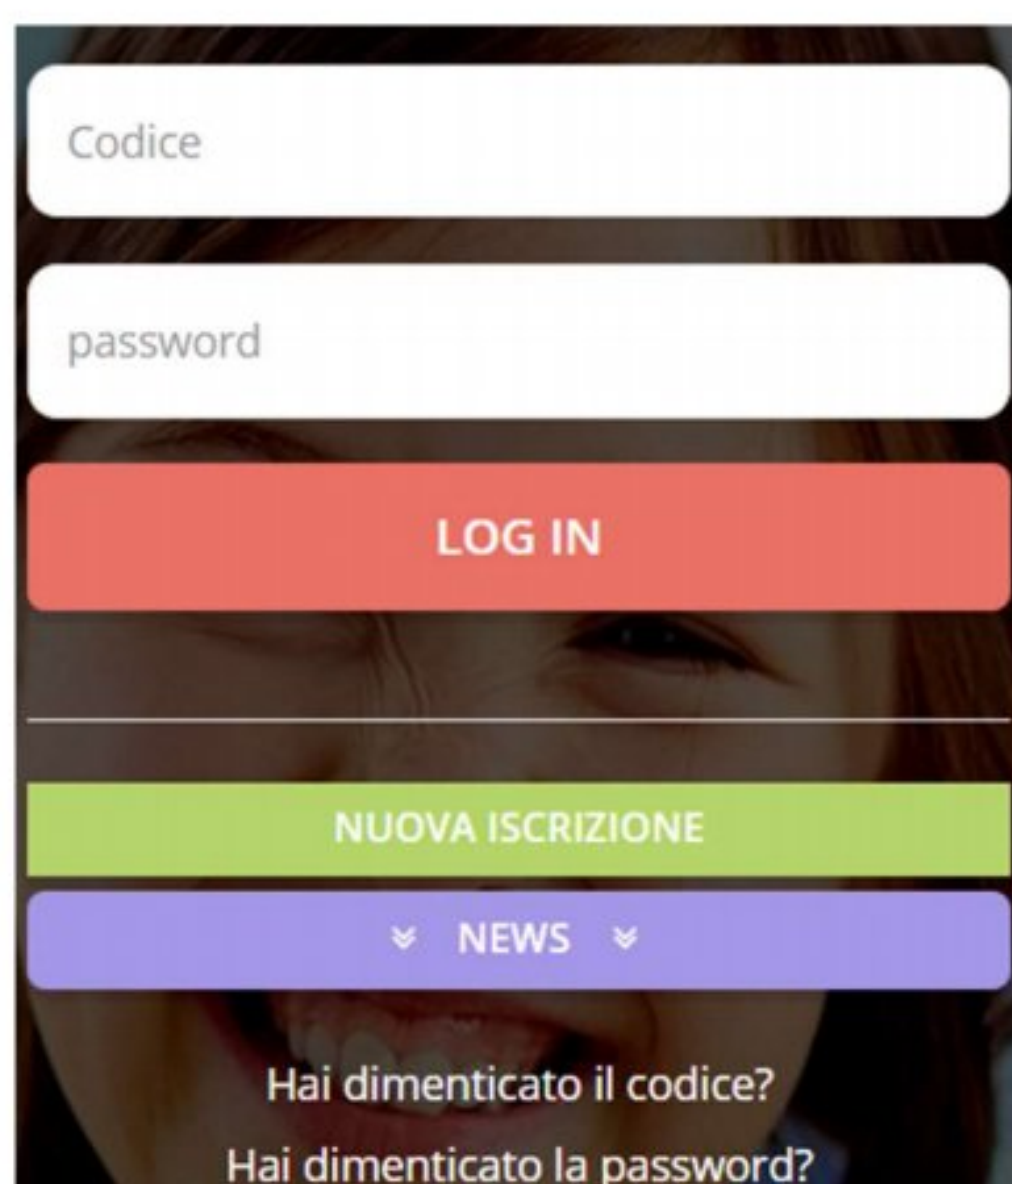 Codice
password
LOG IN
NUOVA ISCRIZIONE
NEWS
Hai dimenticato il codice?
Hai dimenticato la password?